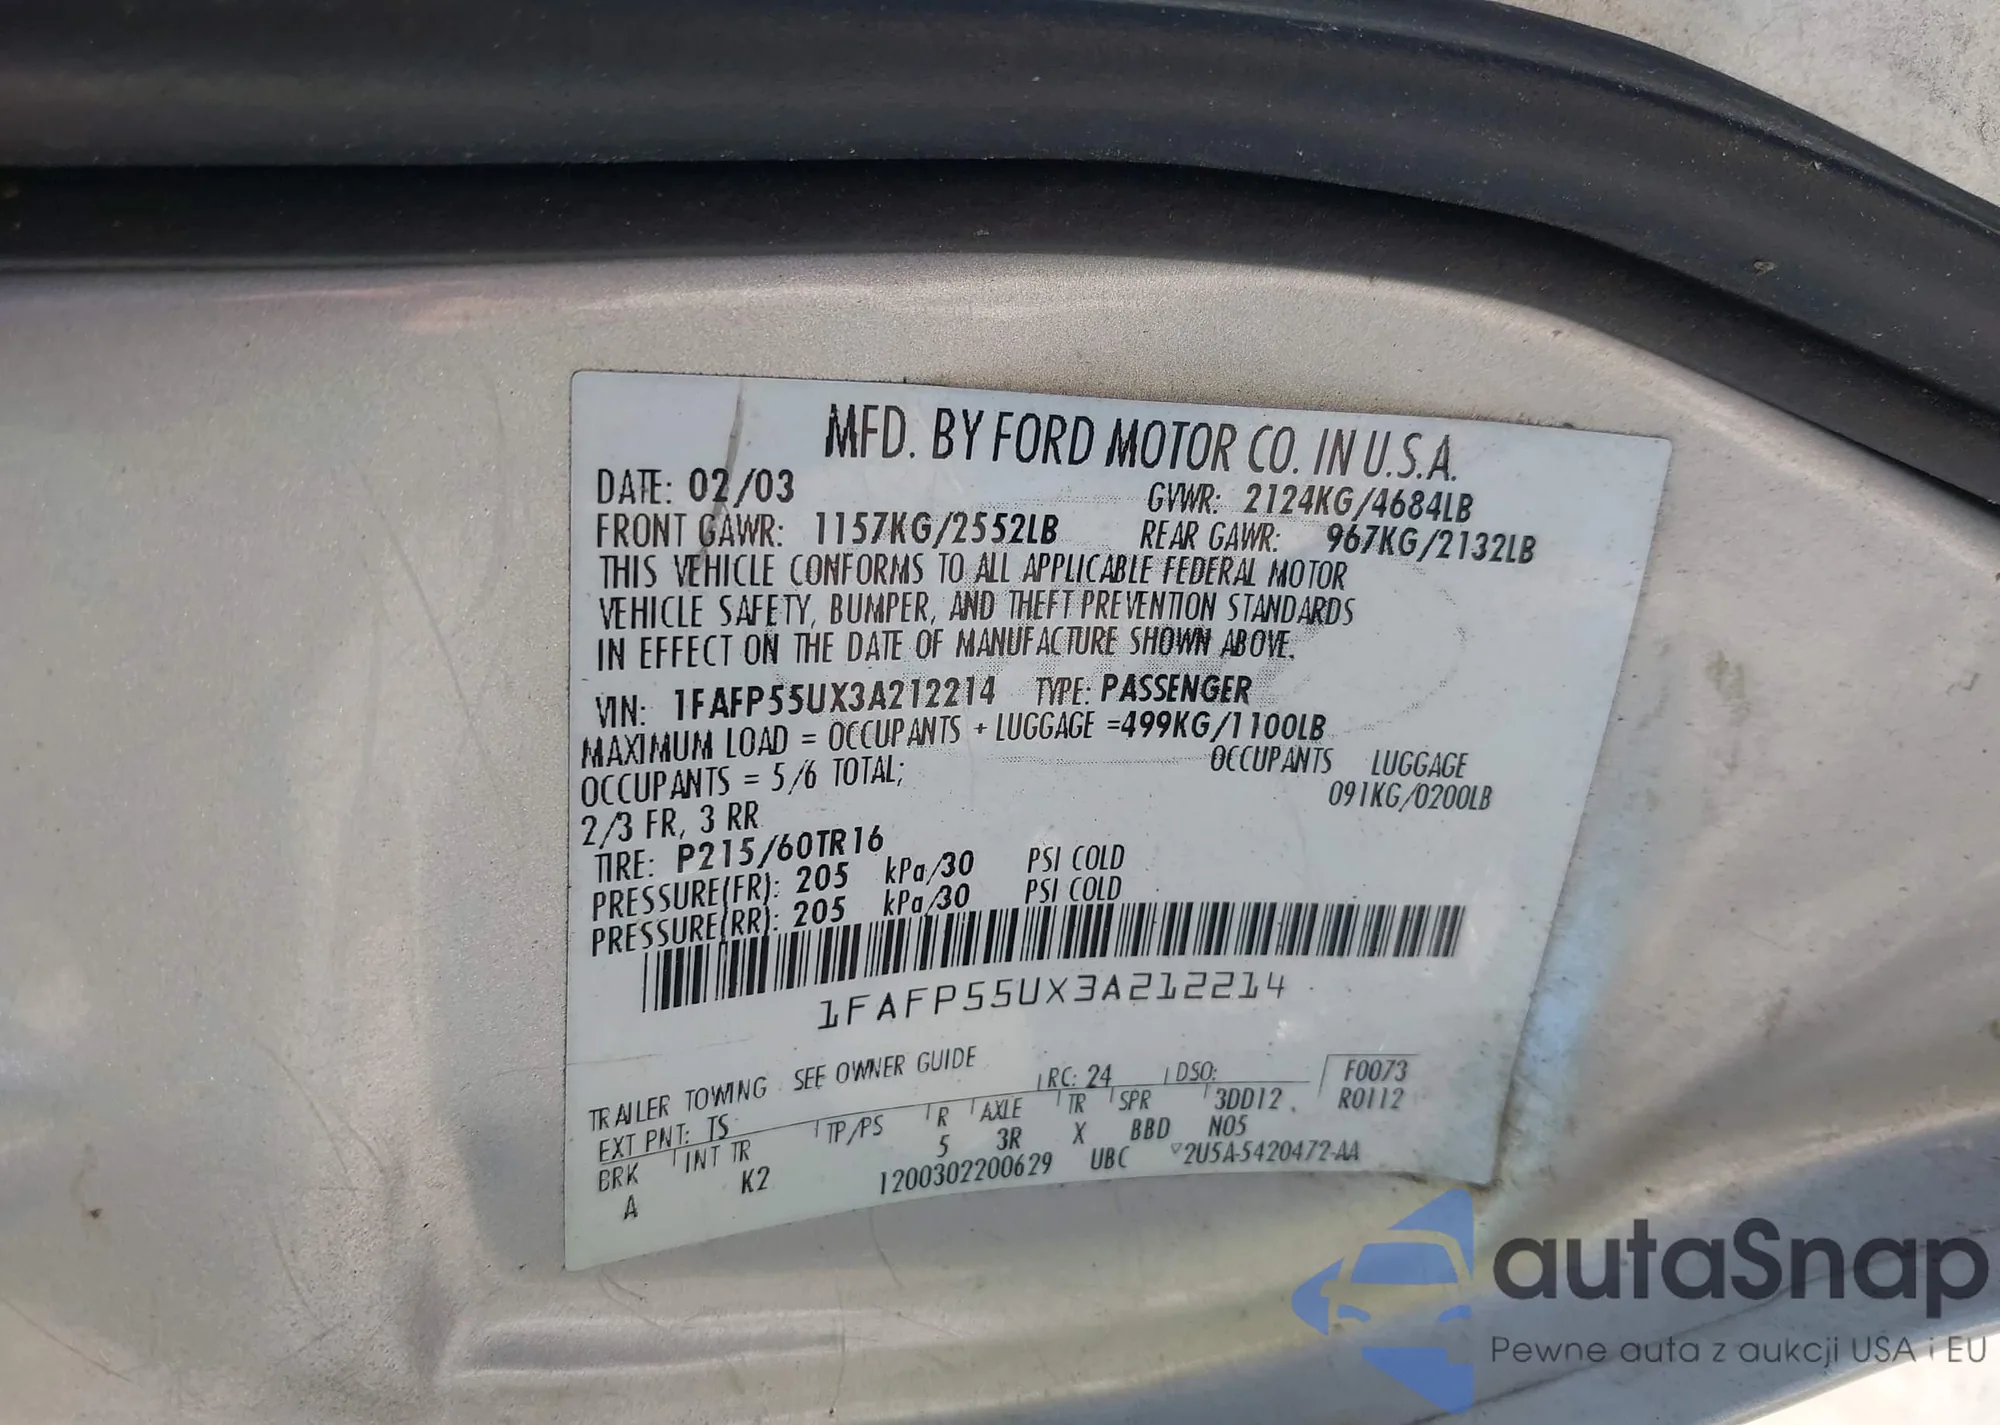 MFD. BY FORD MOTOR CO. IN U.S.A.
DATE: 02/03 GVWR: 2124KG/4684LB
FRONT GAWR: 1157KG/2552LB REAR GAWR: 967KG/2132LB
THIS VEHICLE CONFORMS TO ALL APPLICABLE FEDERAL MOTOR
VEHICLE SAFETY, BUMPER, AND THEFT PREVENTION STANDARDS
IN EFFECT ON THE DATE OF MANUFACTURE SHOWN ABOVE.
VIN: 1FAFP55UX3A212214 TYPE: PASSENGER
MAXIMUM LOAD = OCCUPANTS + LUGGAGE =499KG/1100LB
OCCUPANTS = 5/6 TOTAL; OCCUPANTS LUGGAGE
2/3 FR, 3 RR 091KG/0200LB
TIRE: P215/60TR16
PRESSURE(FR): 205 kPa/30 PSI COLD
PRESSURE(RR): 205 kPa/30 PSI COLD
1FAFP55UX3A212214
TRAILER TOWING . SEE OWNER GUIDE
EXT PNT: TS RC: 24 DSO: F0073
BRK INT TR TP/PS R AXLE TR SPR 3DD12 R0112
A K2 5 3R X BBD N05
1200302200629 UBC ▽2U5A-5420472-AA
autaSnap
Pewne auta z aukcji USA i EU